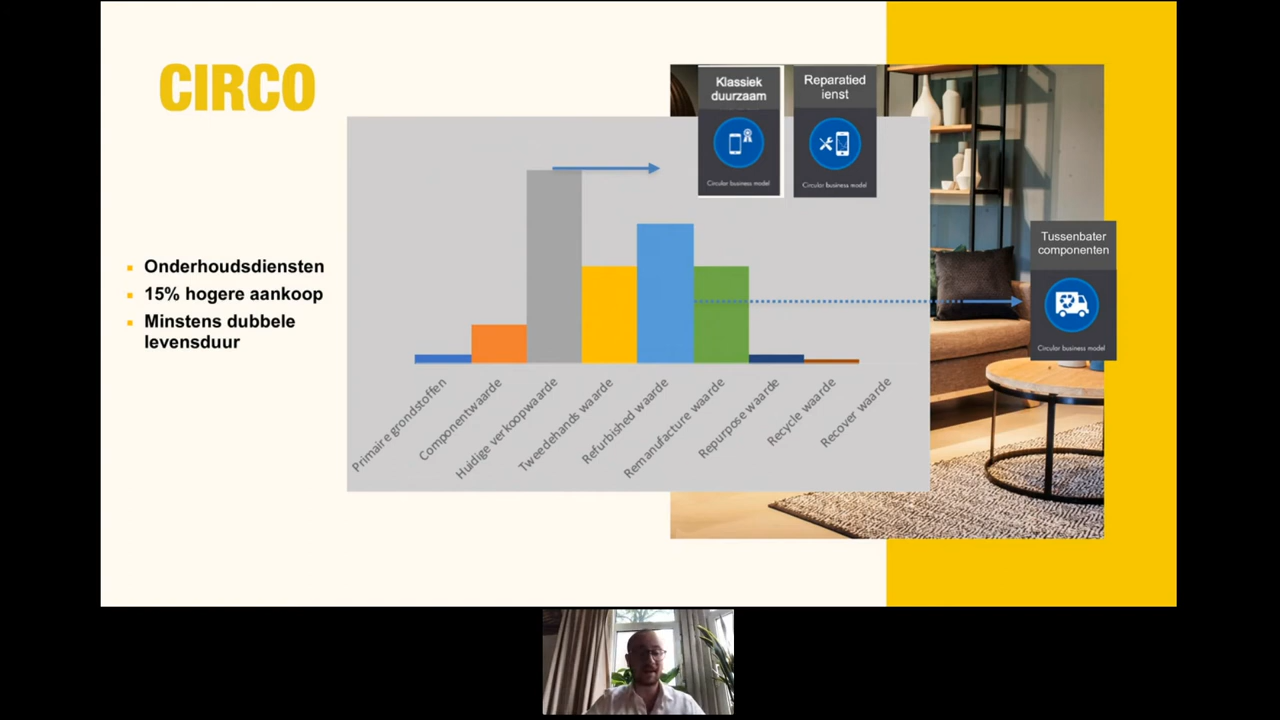 CIRCO
Onderhoudsdiensten
15% hogere aankoop
Minstens dubbele
levensduur
Klassiek
duurzaam
Circular business model
Reparatied
ienst
Circular business model
Tussenbater
componenten
Circular business model
Primaire grondstoffen
Componentwaarde
Huidige verkoopwaarde
Tweedehands waarde
Refurbished waarde
Remanufacture waarde
Repurpose waarde
Recycle waarde
Recover waarde